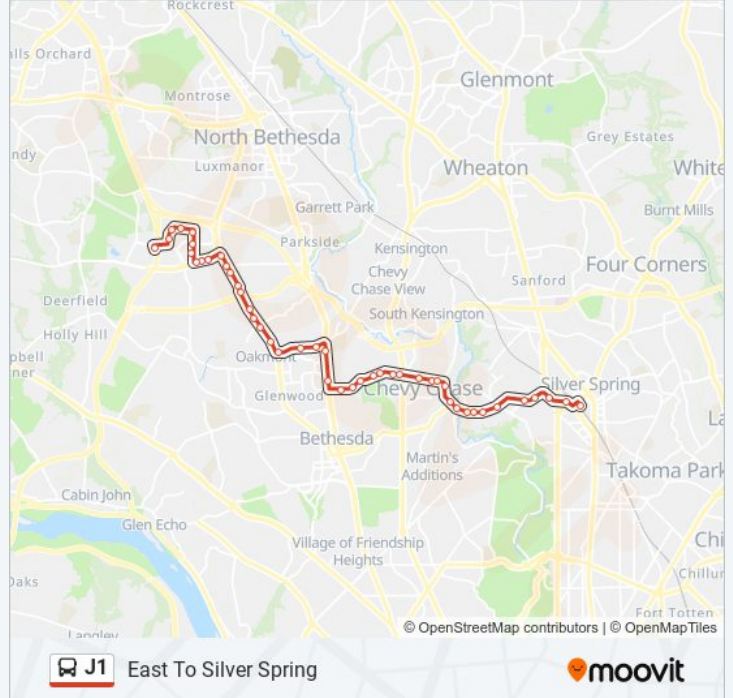 Rockcrest
alls Orchard
Glenmont
Montrose
North Bethesda
Grey Estates
ndy
Luxmanor
Wheaton
White
Garrett Park
Burnt Mills
Parkside
Kensington
Four Corners
Chevy
Chase View
Sanford
Deerfield
South Kensington
Holly Hill
pbell
ner
Oakmont
Chevy Chase
Silver Spring
Glenwood
La
Bethesda
Martin's
Additions
Takoma Park
Cabin John
Glen Echo
Village of Friendship
Heights
Chi
Chillur
Oaks
Fort Totten
Langley
© OpenStreetMap contributors | © OpenMapTiles
J1 East To Silver Spring
moovit